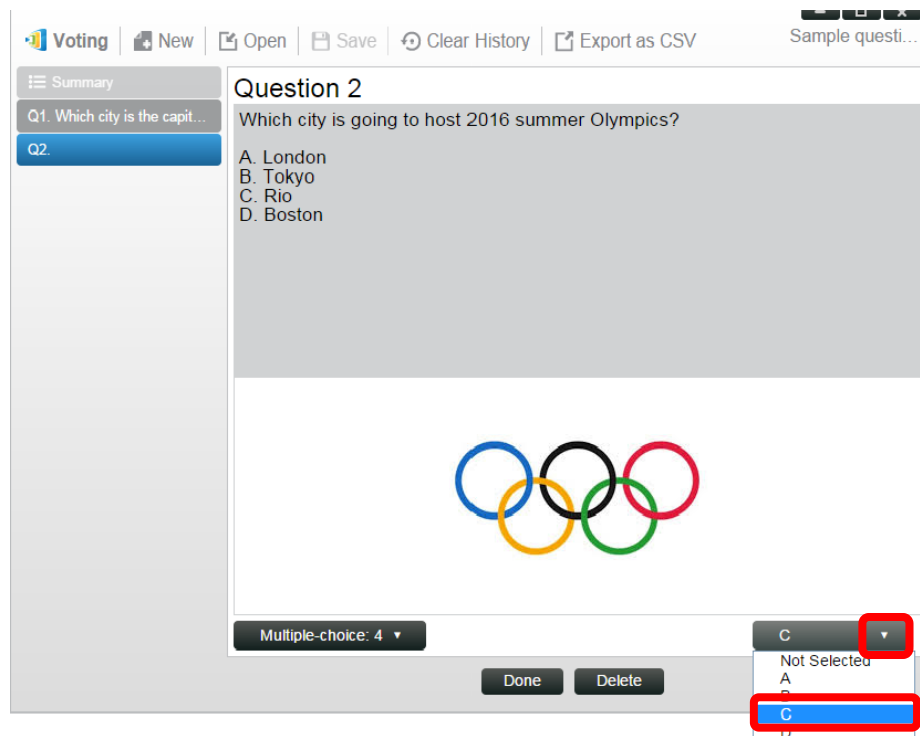 Voting New Open Save Clear History Export as CSV Sample questi...
Summary
Q1. Which city is the capit...
Q2.
Question 2
Which city is going to host 2016 summer Olympics?
A. London
B. Tokyo
C. Rio
D. Boston
Multiple-choice: 4
C
Not Selected
A
B
C
D
Done Delete